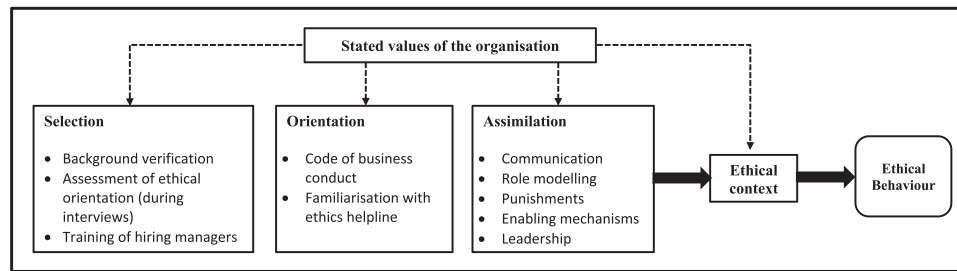 Stated values of the organisation
Selection
• Background verification
• Assessment of ethical
orientation (during
interviews)
• Training of hiring managers
Orientation
• Code of business
conduct
• Familiarisation with
ethics helpline
Assimilation
• Communication
• Role modelling
• Punishments
• Enabling mechanisms
• Leadership
Ethical
context
Ethical
Behaviour